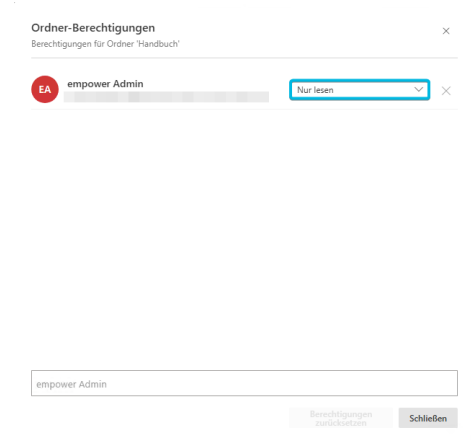 Ordner-Berechtigungen
Berechtigungen für Ordner 'Handbuch'
EA
empower Admin
Nur lesen
empower Admin
Berechtigungen
zurücksetzen
Schließen